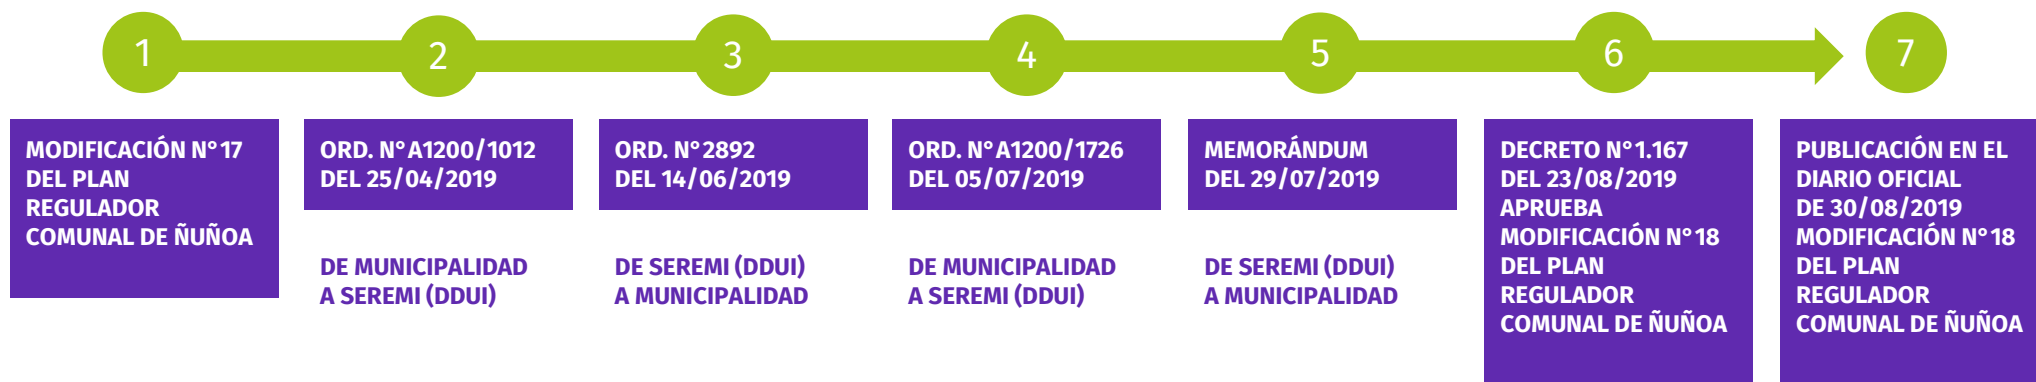 1
2
3
4
5
6
7
MODIFICACIÓN N°17
DEL PLAN
REGULADOR
COMUNAL DE ÑUÑOA
ORD. N°A1200/1012
DEL 25/04/2019
DE MUNICIPALIDAD
A SEREMI (DDUI)
ORD. N°2892
DEL 14/06/2019
DE SEREMI (DDUI)
A MUNICIPALIDAD
ORD. N°A1200/1726
DEL 05/07/2019
DE MUNICIPALIDAD
A SEREMI (DDUI)
MEMORÁNDUM
DEL 29/07/2019
DE SEREMI (DDUI)
A MUNICIPALIDAD
DECRETO N°1.167
DEL 23/08/2019
APRUEBA
MODIFICACIÓN N°18
DEL PLAN
REGULADOR
COMUNAL DE ÑUÑOA
PUBLICACIÓN EN EL
DIARIO OFICIAL
DE 30/08/2019
MODIFICACIÓN N°18
DEL PLAN
REGULADOR
COMUNAL DE ÑUÑOA